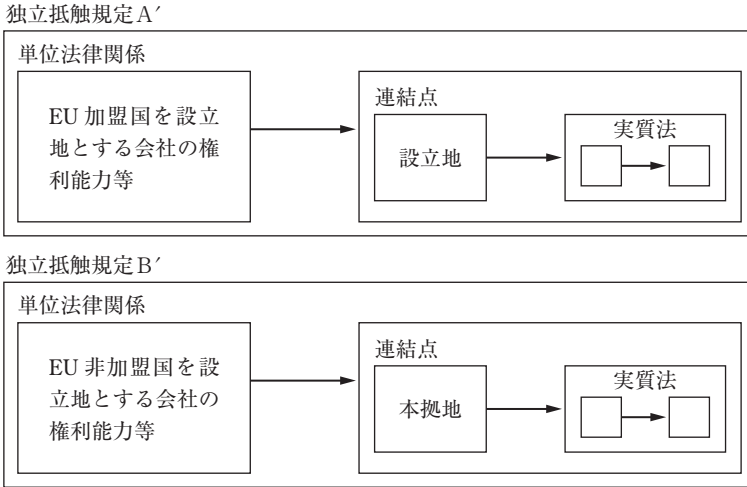 独立抵触規定A′
単位法律関係
EU加盟国を設立
地とする会社の権
利能力等
連結点
設立地
実質法
独立抵触規定B′
単位法律関係
EU非加盟国を設
立地とする会社の
権利能力等
連結点
本拠地
実質法